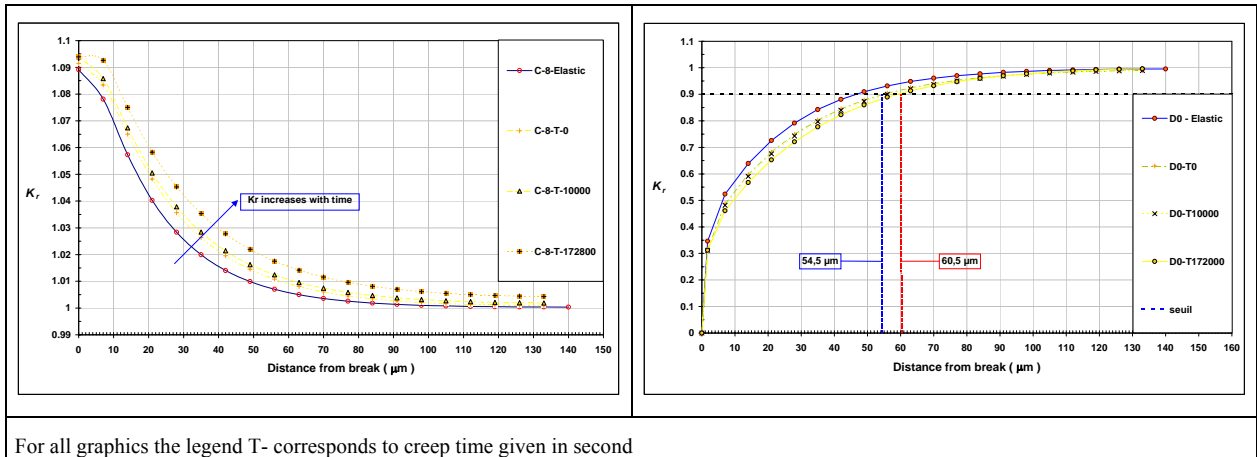 1.1
1.09
1.08
1.07
1.06
1.05
1.04
1.03
1.02
1.01
1
0.99
Kr
0 10 20 30 40 50 60 70 80 90 100 110 120 130 140 150
Distance from break ( µm )
Kr increases with time
C-8-Elastic
C-8-T-0
C-8-T-10000
C-8-T-172800
1.1
1
0.9
0.8
0.7
0.6
0.5
0.4
0.3
0.2
0.1
0
Kr
0 10 20 30 40 50 60 70 80 90 100 110 120 130 140 150
Distance from break ( µm )
54,5 µm
60,5 µm
D0 - Elastic
D0-T0
D0-T10000
D0-T172000
seuil
For all graphics the legend T- corresponds to creep time given in second